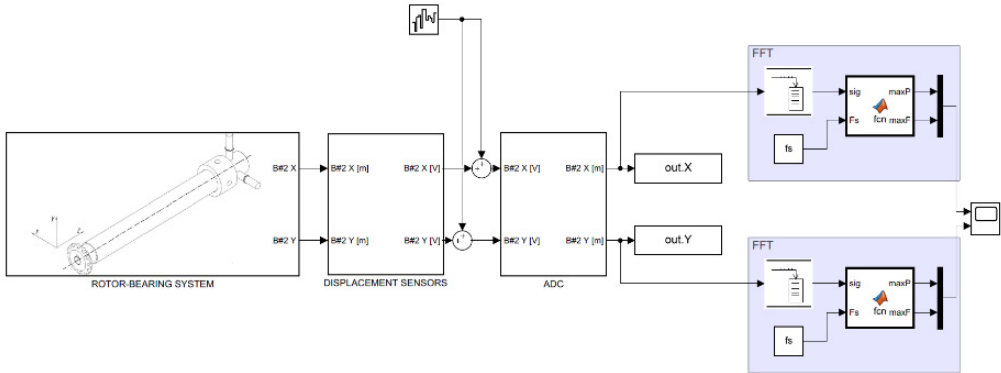 FFT
sig
maxP
Fs
fcn
maxF
fs
B#2 X
B#2 X [m]
B#2 X [V]
B#2 X [V]
B#2 X [m]
out.X
B#2 Y
B#2 Y [m]
B#2 Y [V]
B#2 Y [V]
B#2 Y [m]
out.Y
ROTOR-BEARING SYSTEM
DISPLACEMENT SENSORS
ADC
FFT
sig
maxP
Fs
fcn
maxF
fs